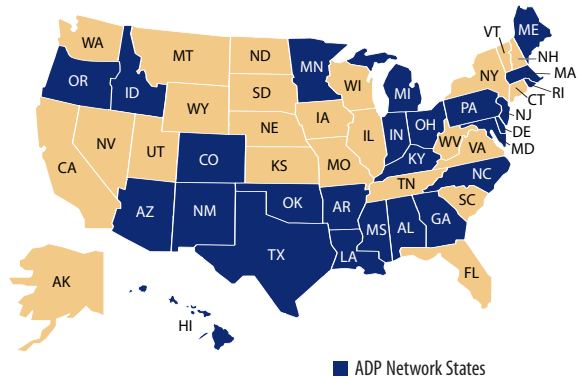 WA
VT
ME
MT
ND
MN
NH
OR
ID
SD
WI
NY
MA
WY
MI
RI
IA
PA
CT
NE
NJ
NV
IL
IN
OH
DE
UT
CO
WV
VA
MD
CA
KS
MO
KY
NC
TN
AZ
NM
OK
AR
SC
MS
AL
GA
TX
LA
AK
FL
HI
ADP Network States